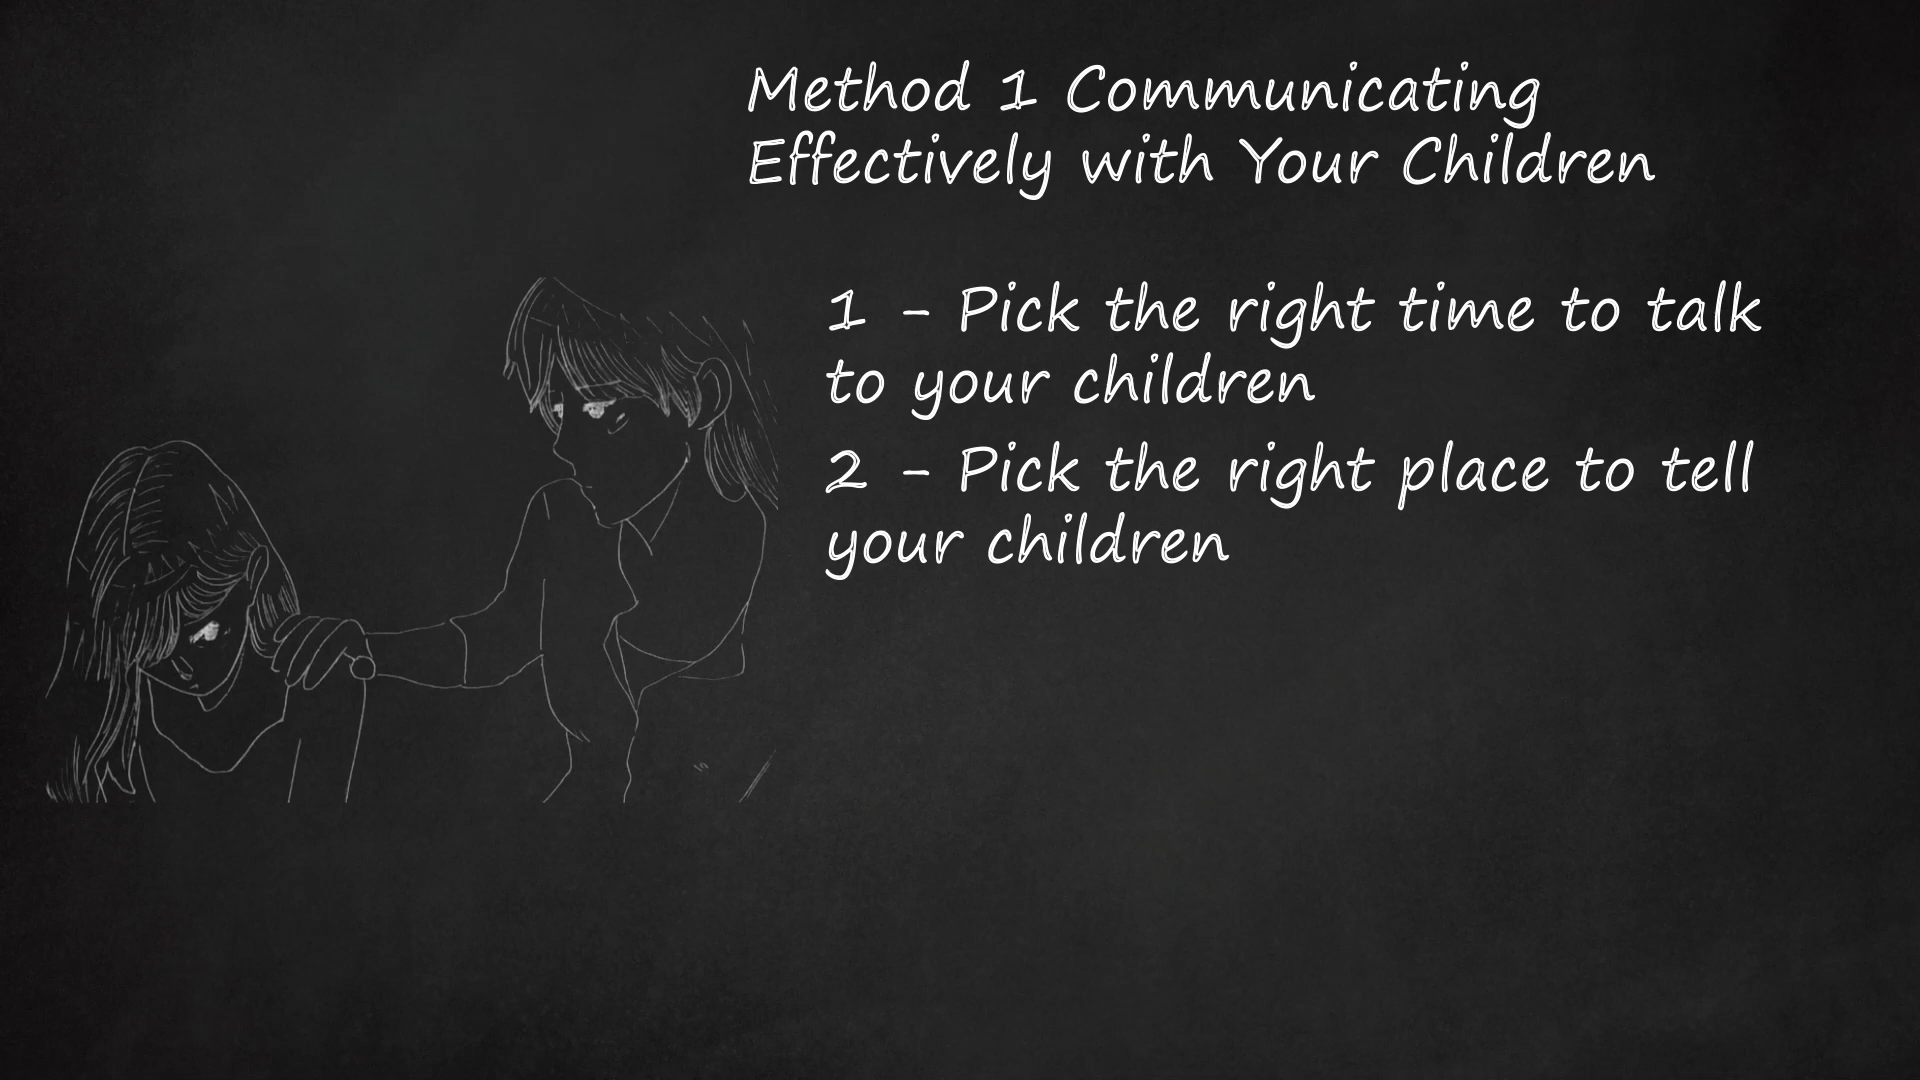 Method 1 Communicating
Effectively with Your Children
1 - Pick the right time to talk
to your children
2 - Pick the right place to tell
your children